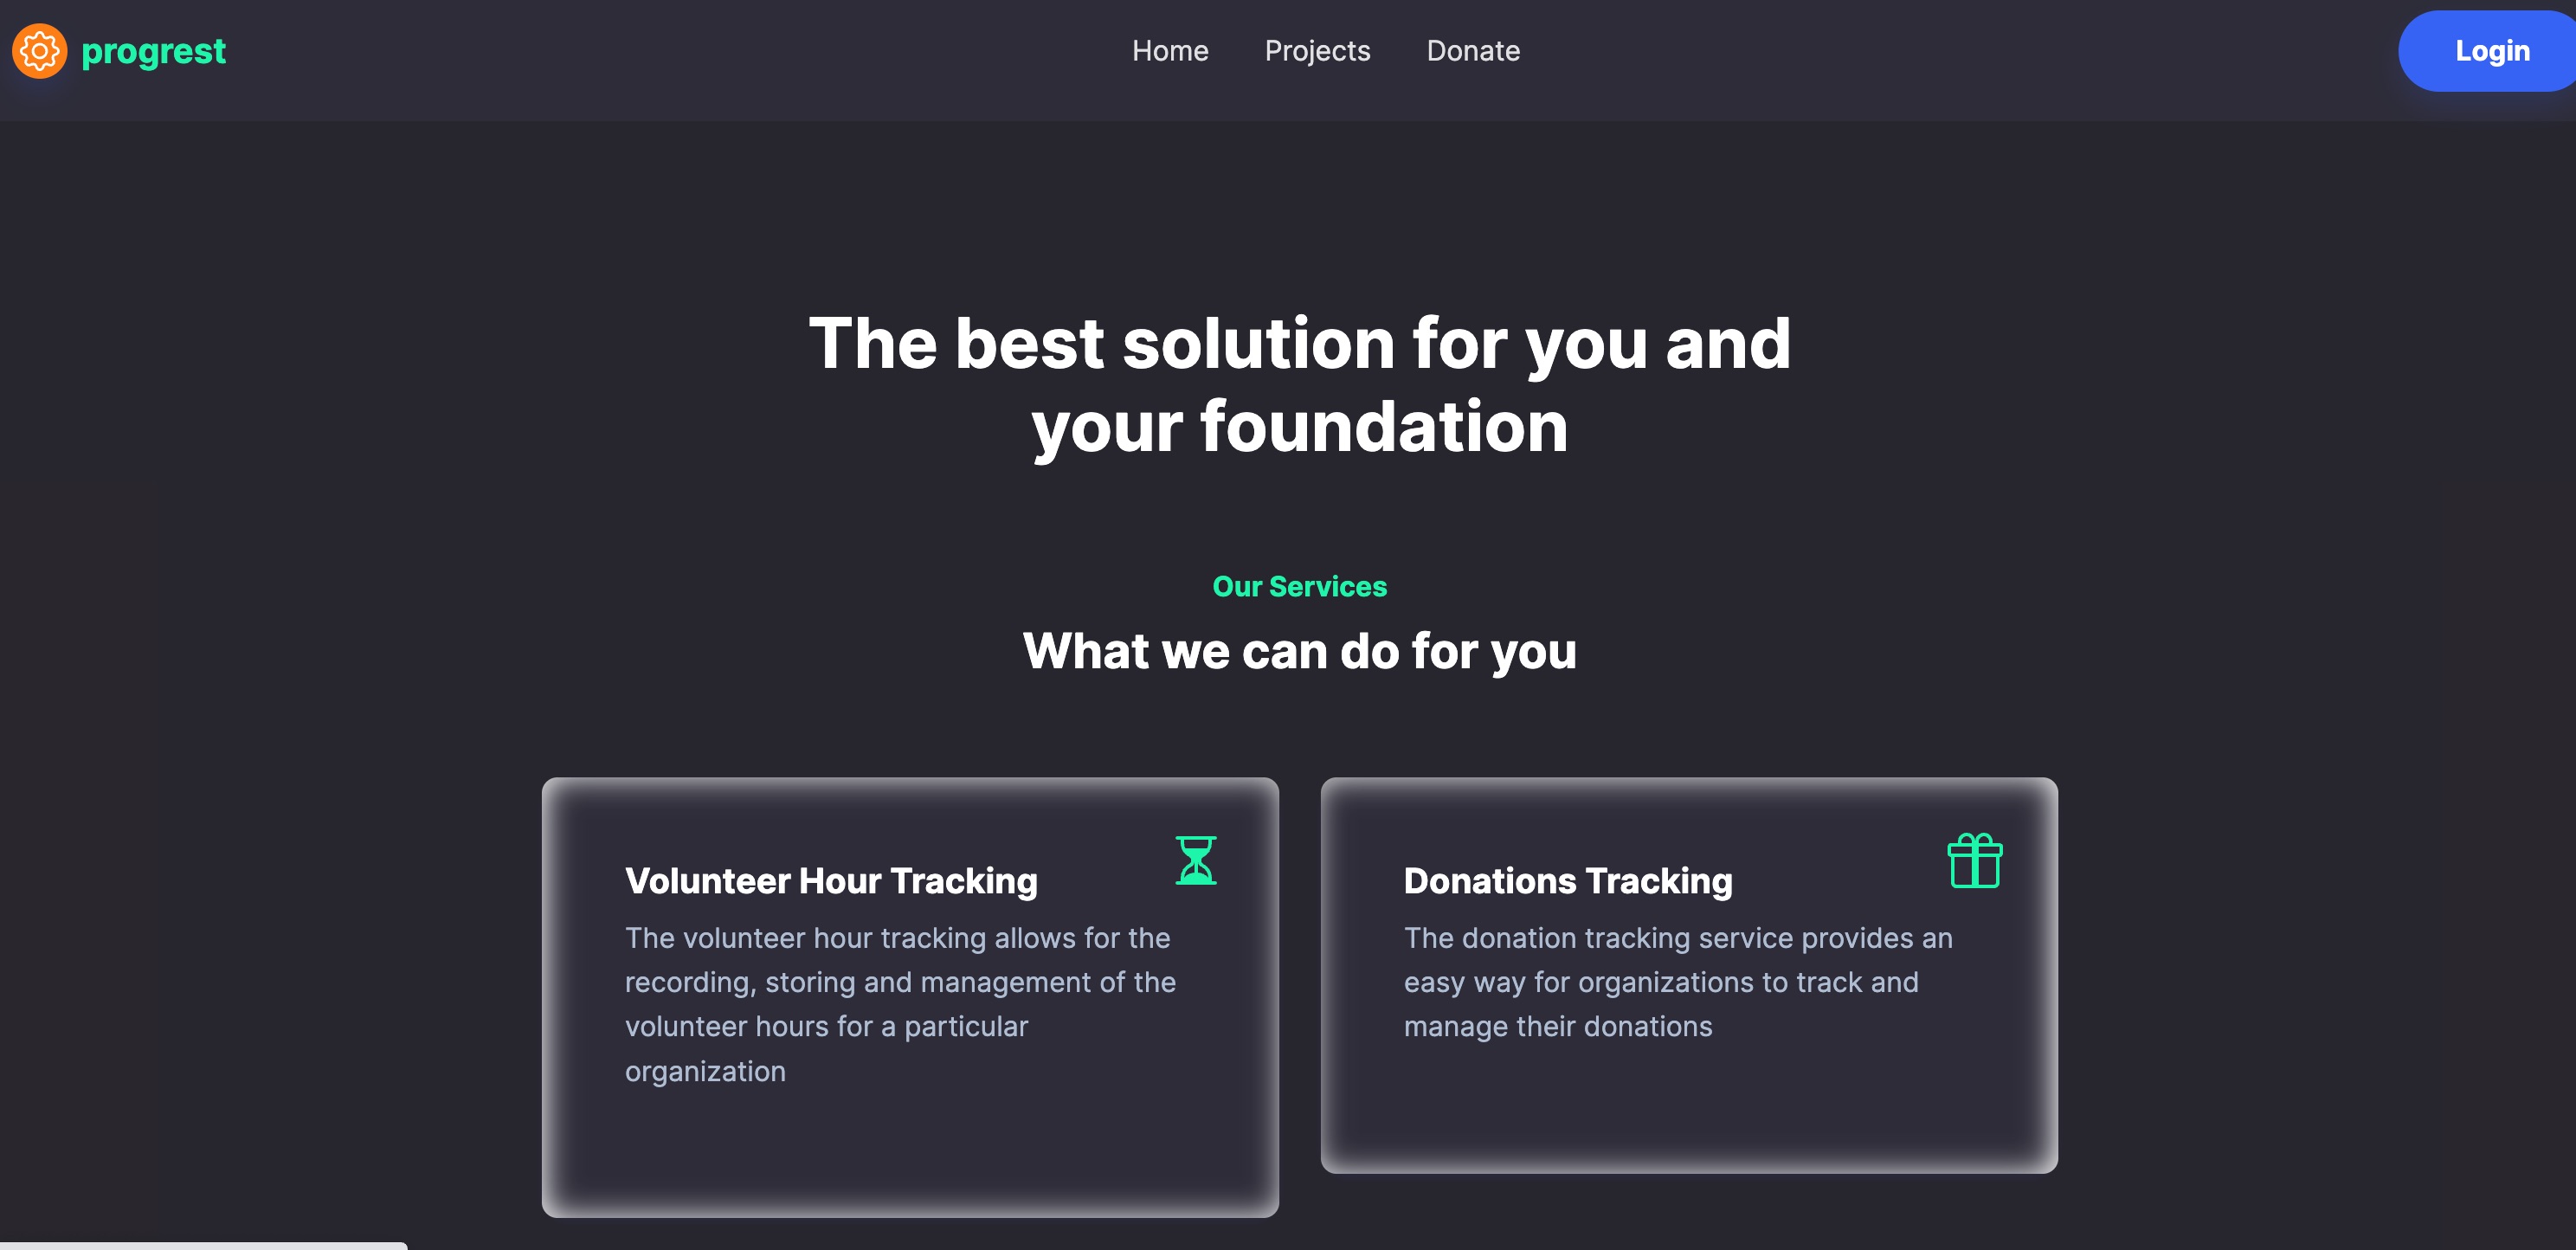 progrest
Home
Projects
Donate
Login
The best solution for you and
your foundation
Our Services
What we can do for you
Volunteer Hour Tracking
The volunteer hour tracking allows for the
recording, storing and management of the
volunteer hours for a particular
organization
Donations Tracking
The donation tracking service provides an
easy way for organizations to track and
manage their donations